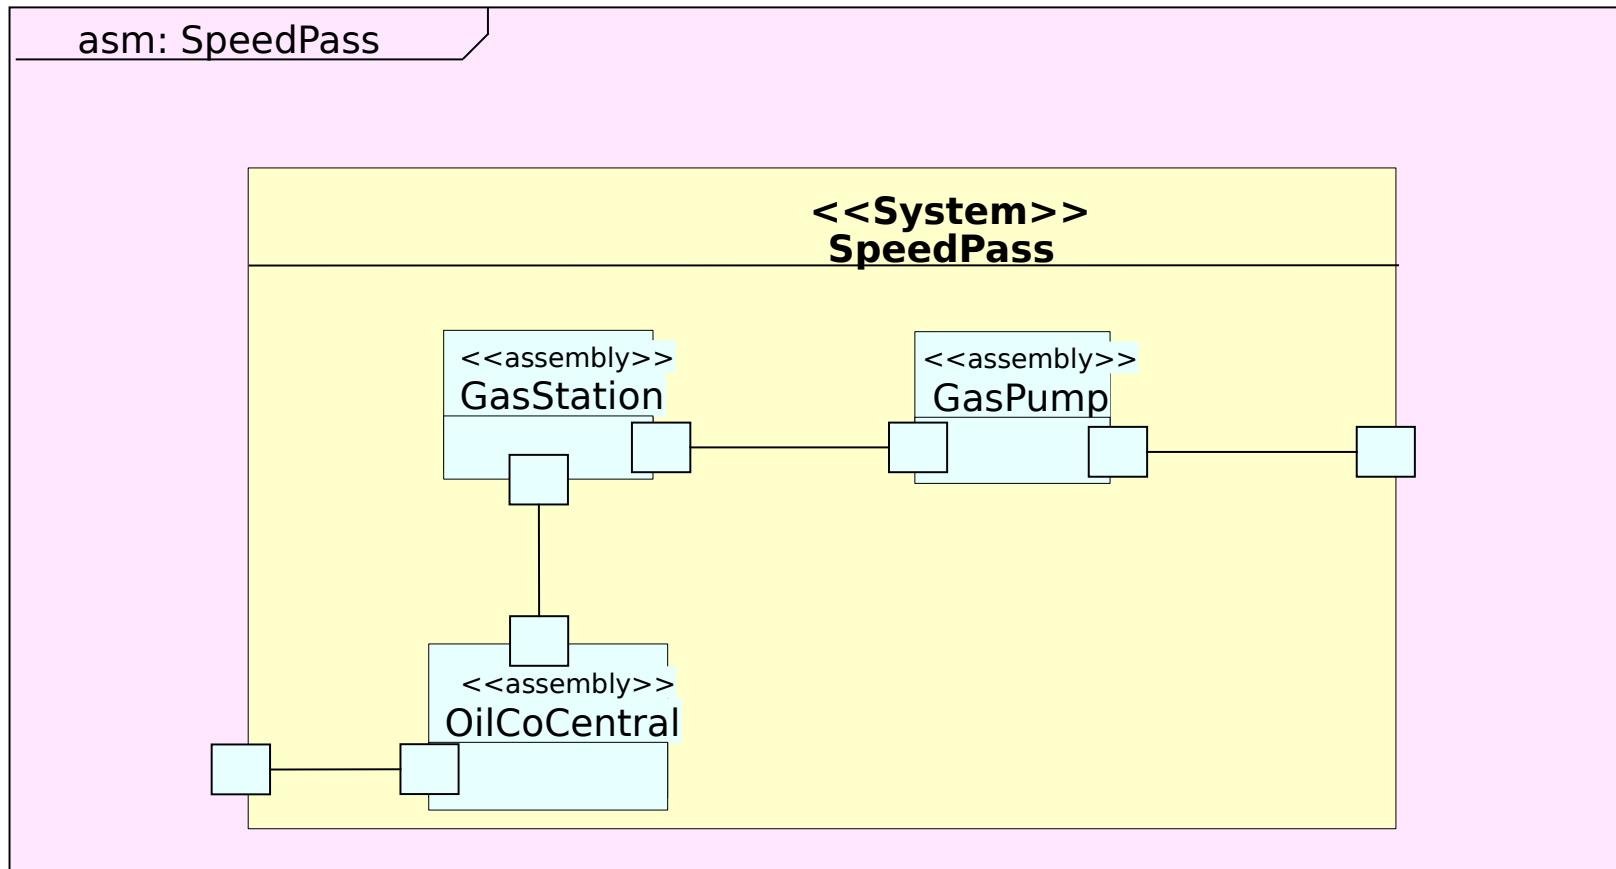 asm: SpeedPass
<<System>>
SpeedPass
<<assembly>>
GasStation
<<assembly>>
GasPump
<<assembly>>
OilCoCentral